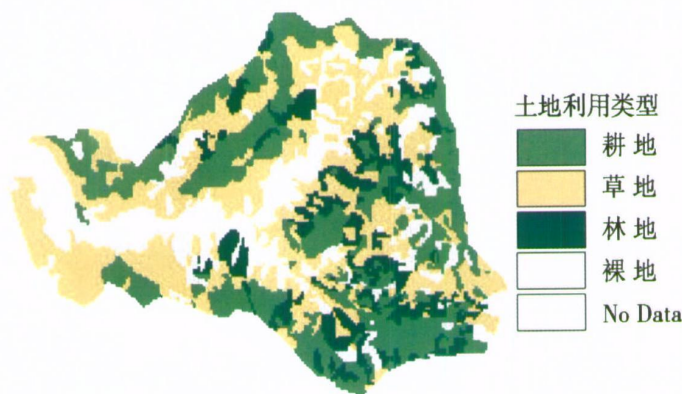 土地利用类型
耕 地
草 地
林 地
裸 地
No Data